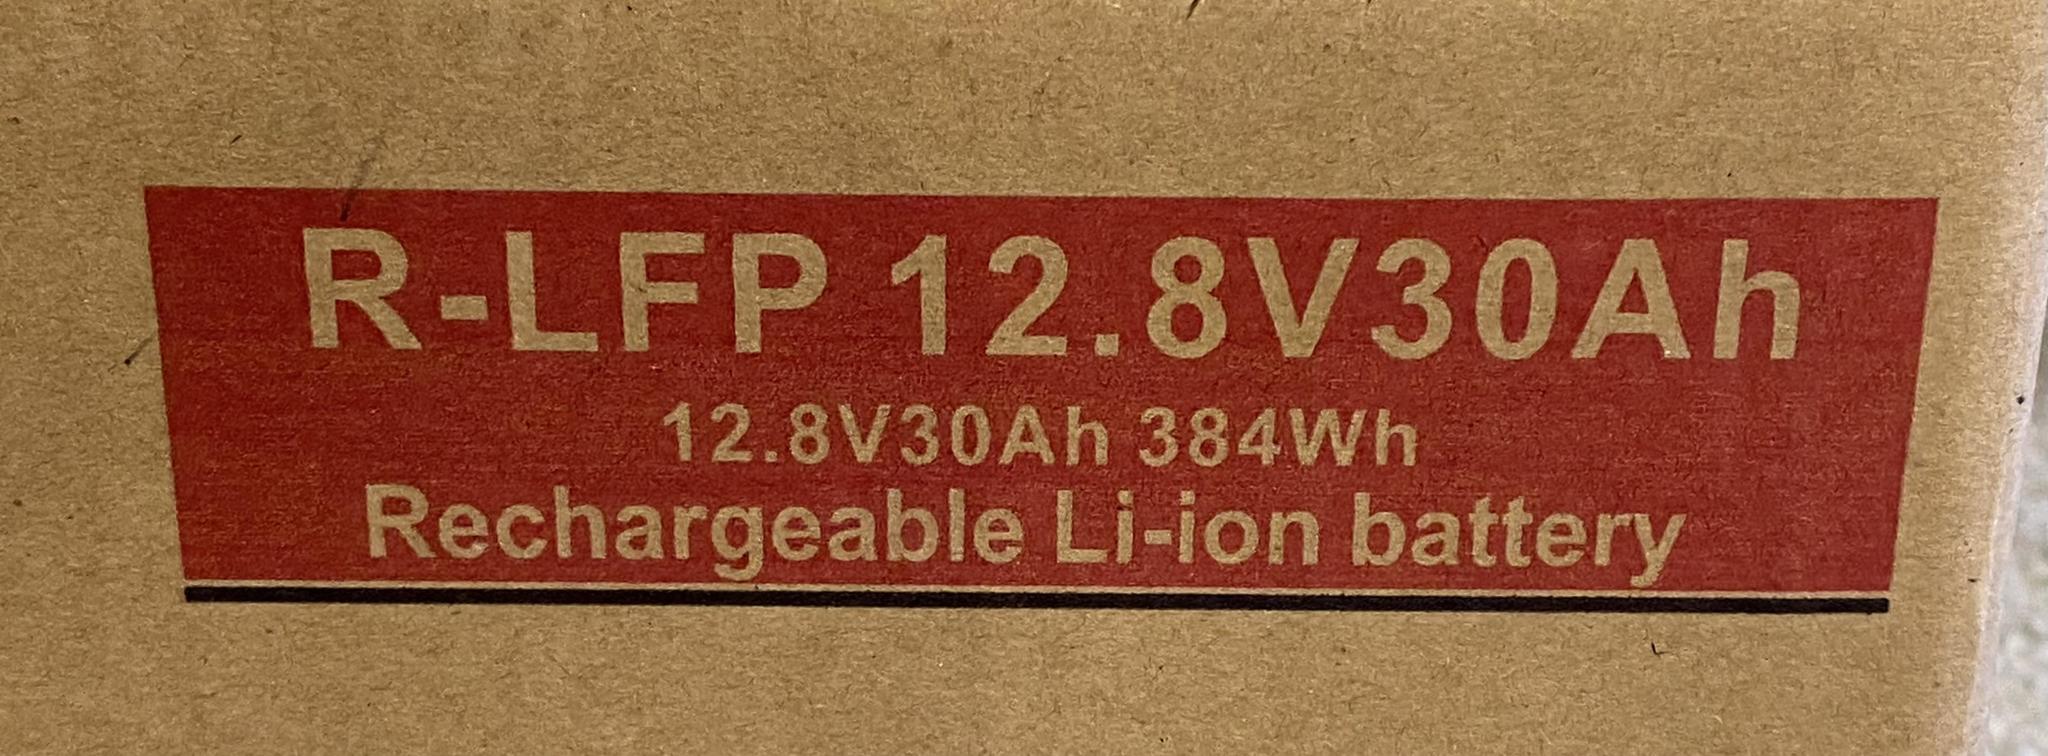 R-LFP 12.8V30Ah
12.8V30Ah 384Wh
Rechargeable Li-ion battery